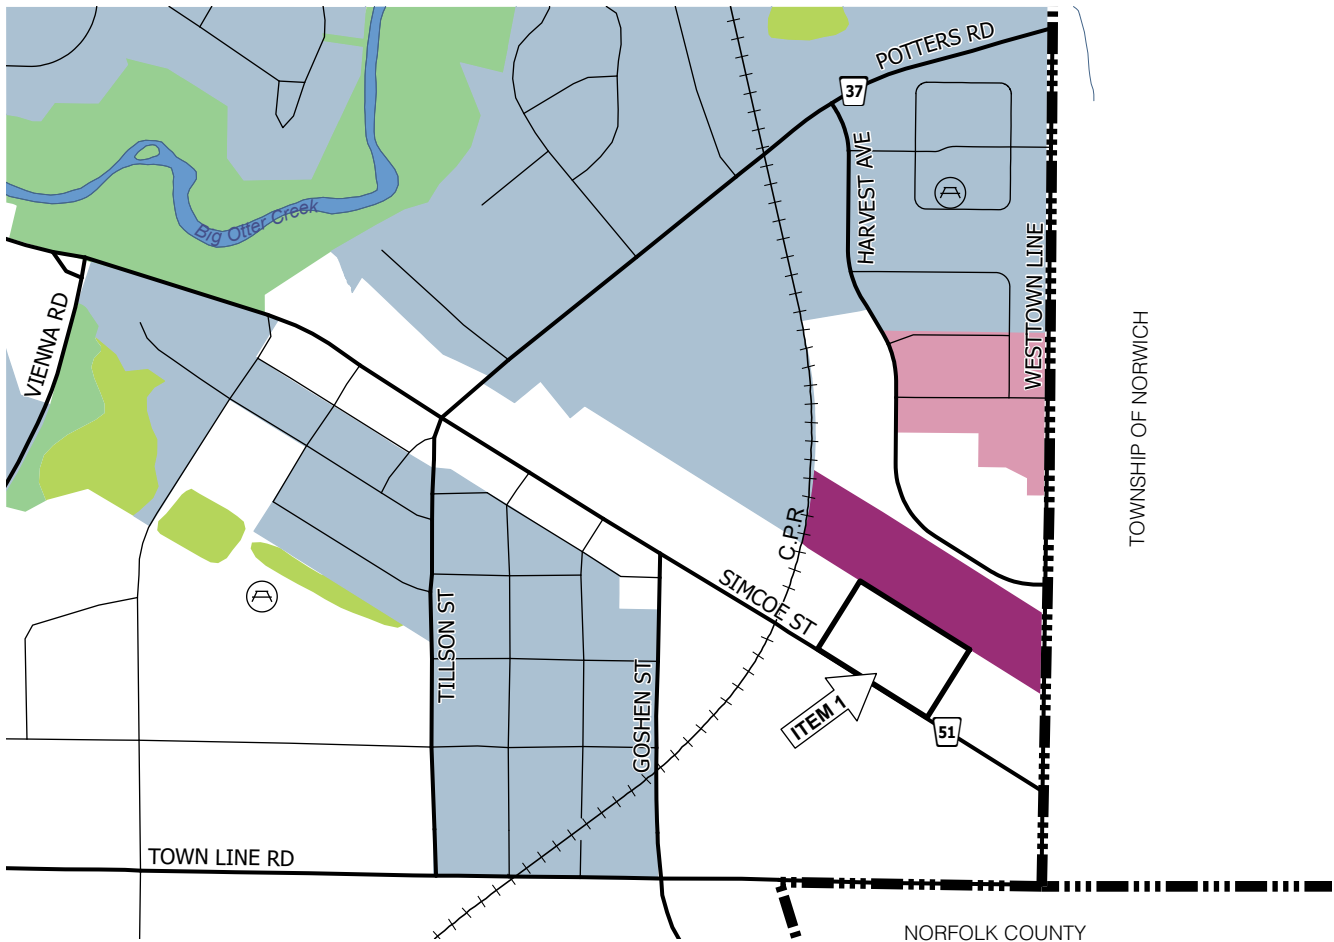 POTTERS RD
37
HARVEST AVE
Big Otter Creek
WESTTOWN LINE
VIENNA RD
TOWNSHIP OF NORWICH
C.P.R
SIMCOE ST
TILLSON ST
GOSHEN ST
ITEM 1
51
TOWN LINE RD
NORFOLK COUNTY